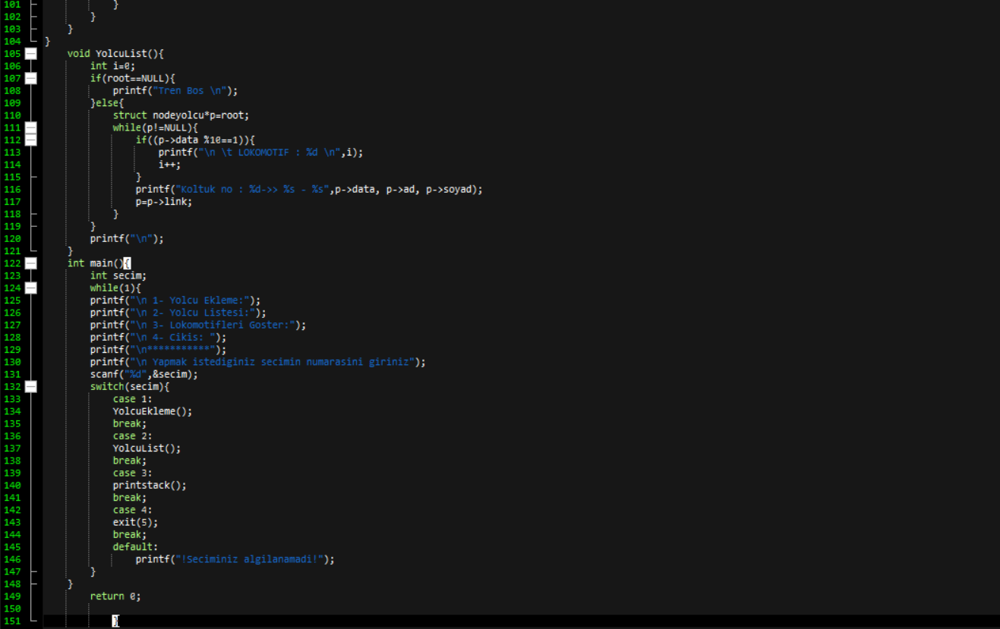 101 }
102 }
103 }
104 }
105 void YolcuList(){
106 int i=0;
107 if(root==NULL){
108 printf("Tren Bos \n");
109 }else{
110 struct nodeyolcu*p=root;
111 while(p!=NULL){
112 if((p->data %10==1)){
113 printf("\n \t LOKOMOTIF : %d \n",i);
114 i++;
115 }
116 printf("Koltuk no : %d->> %s - %s",p->data, p->ad, p->soyad);
117 p=p->link;
118 }
119 }
120 printf("\n");
121 }
122 int main(){
123 int secim;
124 while(1){
125 printf("\n 1- Yolcu Ekleme:");
126 printf("\n 2- Yolcu Listesi:");
127 printf("\n 3- Lokomotifleri Goster:");
128 printf("\n 4- Cikis: ");
129 printf("\n***********");
130 printf("\n Yapmak istediginiz secimin numarasini giriniz");
131 scanf("%d",&secim);
132 switch(secim){
133 case 1:
134 YolcuEkleme();
135 break;
136 case 2:
137 YolcuList();
138 break;
139 case 3:
140 printstack();
141 break;
142 case 4:
143 exit(5);
144 break;
145 default:
146 printf("!Seciminiz algilanamadi!");
147 }
148 }
149 return 0;
150
151 }